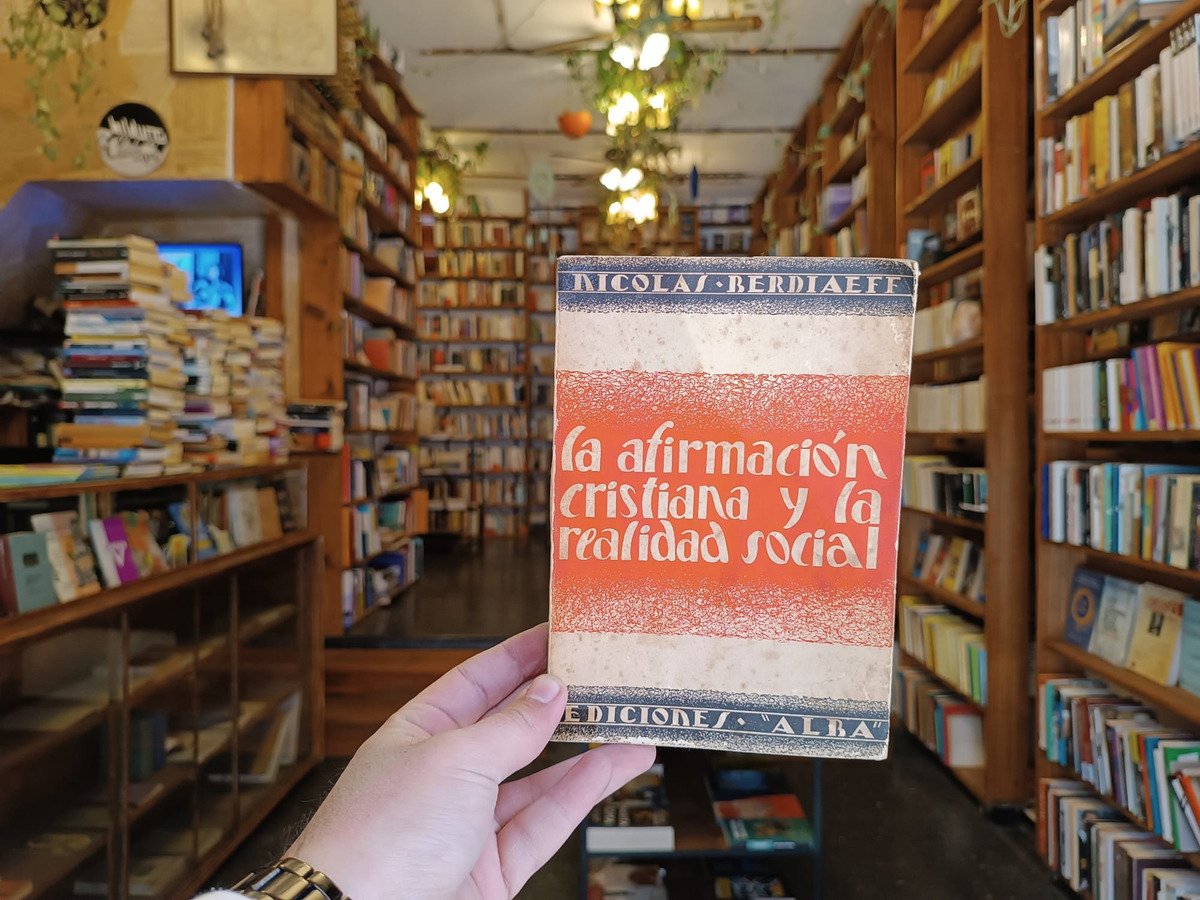 NICOLAS · BERDIAEFF
la afirmación
cristiana y la
realidad social
EDICIONES · "ALBA"